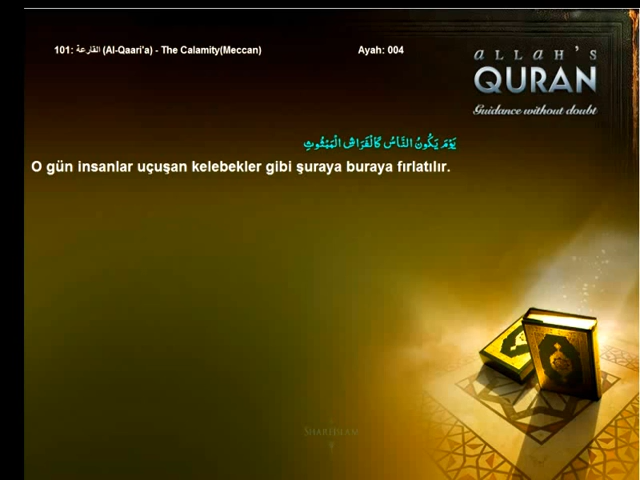 101: القارعة (Al-Qaari'a) - The Calamity(Meccan) Ayah: 004
ALLAH'S
QURAN
Guidance without doubt
يَوْمَ يَكُونُ النَّاسُ كَالْفَرَاشِ الْمَبْثُوثِ
O gün insanlar uçuşan kelebekler gibi şuraya buraya fırlatılır.
SHAREISLAM